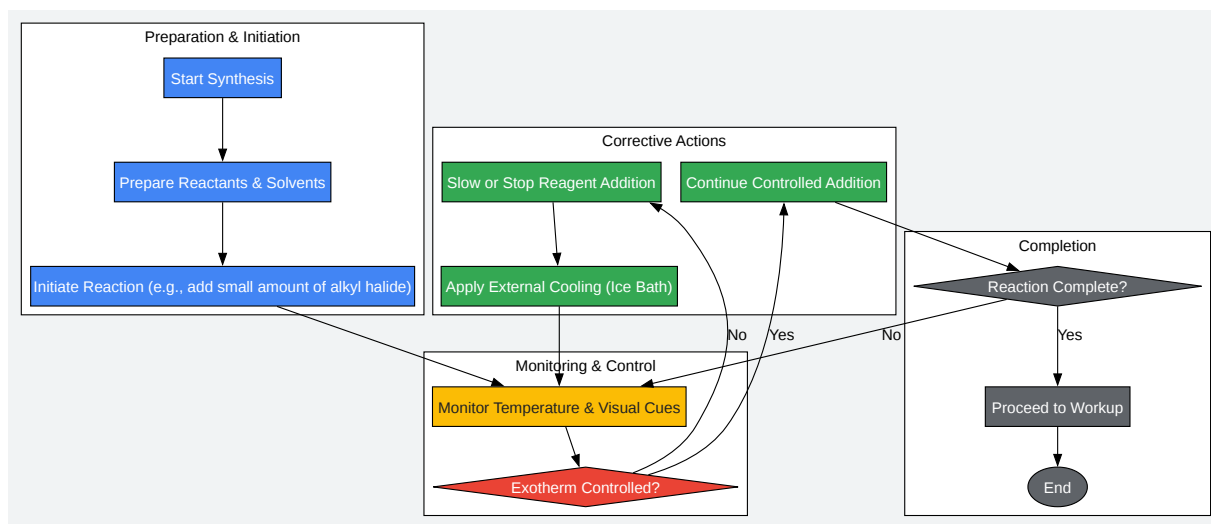 Preparation & Initiation
Start Synthesis
Prepare Reactants & Solvents
Initiate Reaction (e.g., add small amount of alkyl halide)
Corrective Actions
Slow or Stop Reagent Addition
Continue Controlled Addition
Apply External Cooling (Ice Bath)
Completion
Reaction Complete?
No
Yes
No
Yes
Monitoring & Control
Monitor Temperature & Visual Cues
Exotherm Controlled?
Proceed to Workup
End